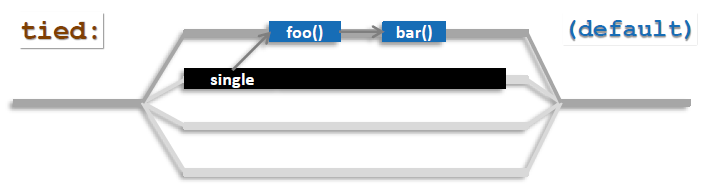 tied:
foo()
bar()
(default)
single